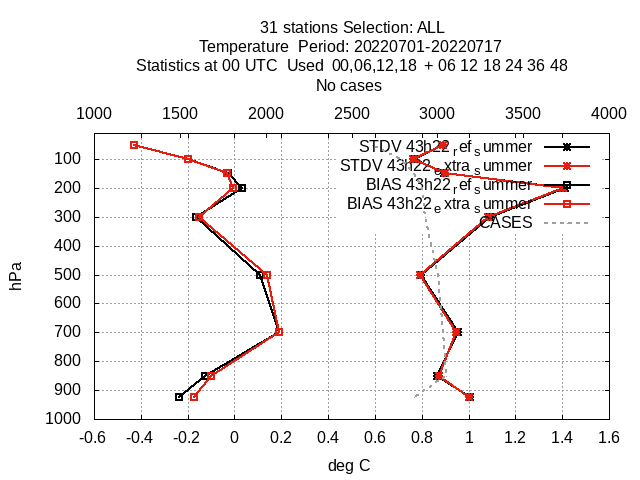 31 stations Selection: ALL
Temperature  Period: 20220701-20220717
Statistics at 00 UTC  Used  00,06,12,18  + 06 12 18 24 36 48
No cases
1000 1500 2000 2500 3000 3500 4000
STDV 43h22_ref_summer
STDV 43h22_extra_summer
BIAS 43h22_ref_summer
BIAS 43h22_extra_summer
CASES
100
200
300
400
500
600
700
800
900
1000
hPa
-0.6 -0.4 -0.2 0 0.2 0.4 0.6 0.8 1 1.2 1.4 1.6
deg C